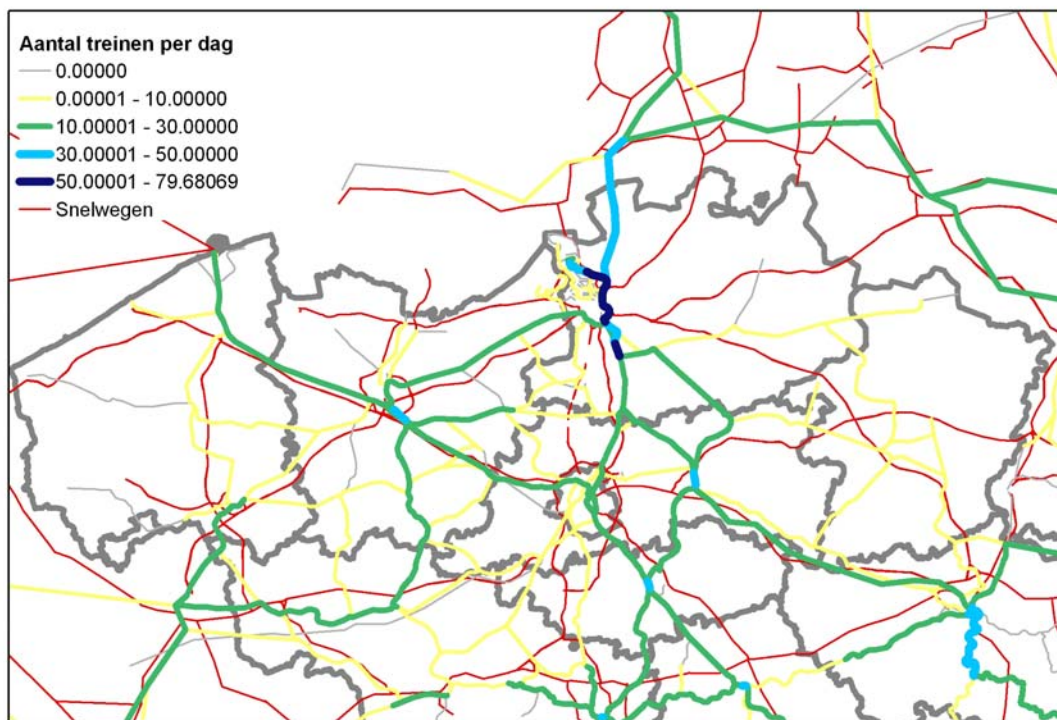 Aantal treinen per dag
0.00000
0.00001 - 10.00000
10.00001 - 30.00000
30.00001 - 50.00000
50.00001 - 79.68069
Snelwegen